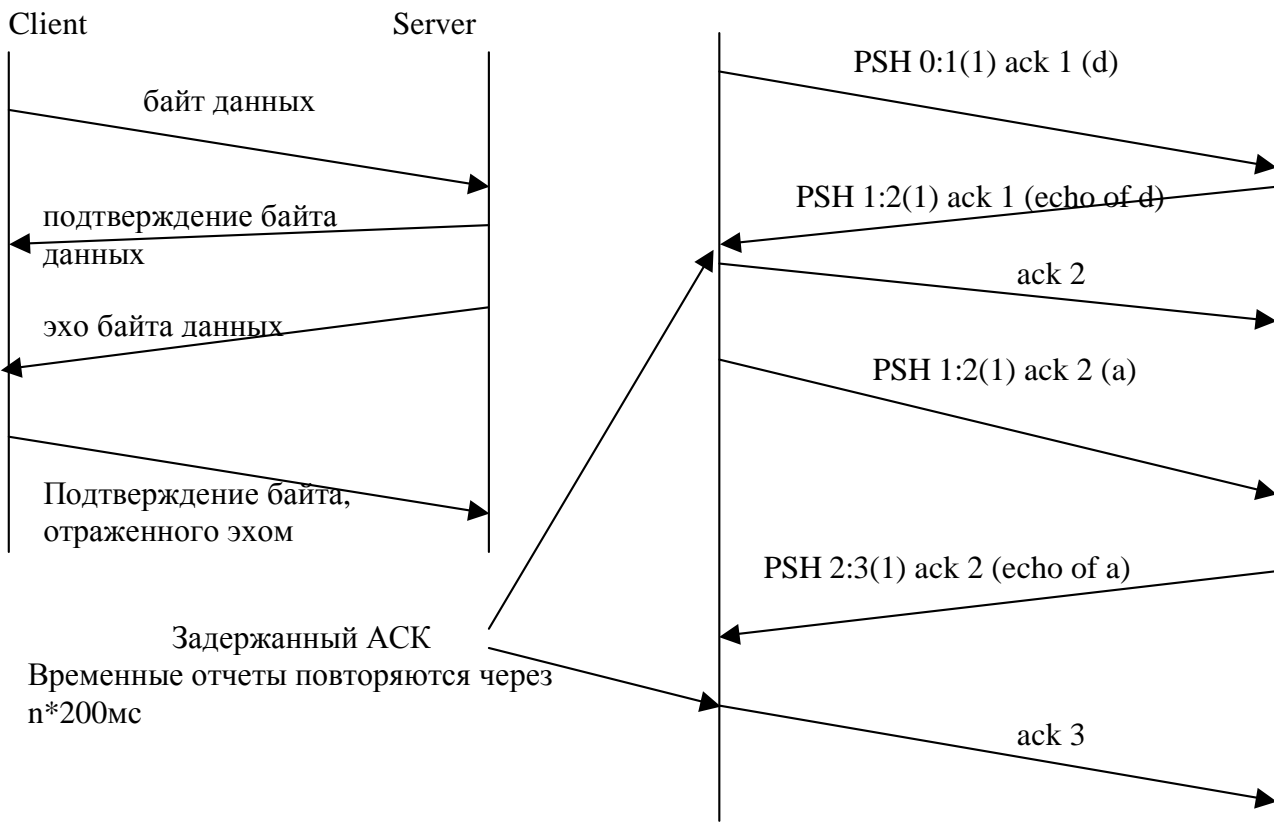 Client
Server
байт данных
подтверждение байта
данных
эхо байта данных
Подтверждение байта,
отраженного эхом
Задержанный АСК
Временные отчеты повторяются через
n*200мс
PSH 0:1(1) ack 1 (d)
PSH 1:2(1) ack 1 (echo of d)
ack 2
PSH 1:2(1) ack 2 (a)
PSH 2:3(1) ack 2 (echo of a)
ack 3